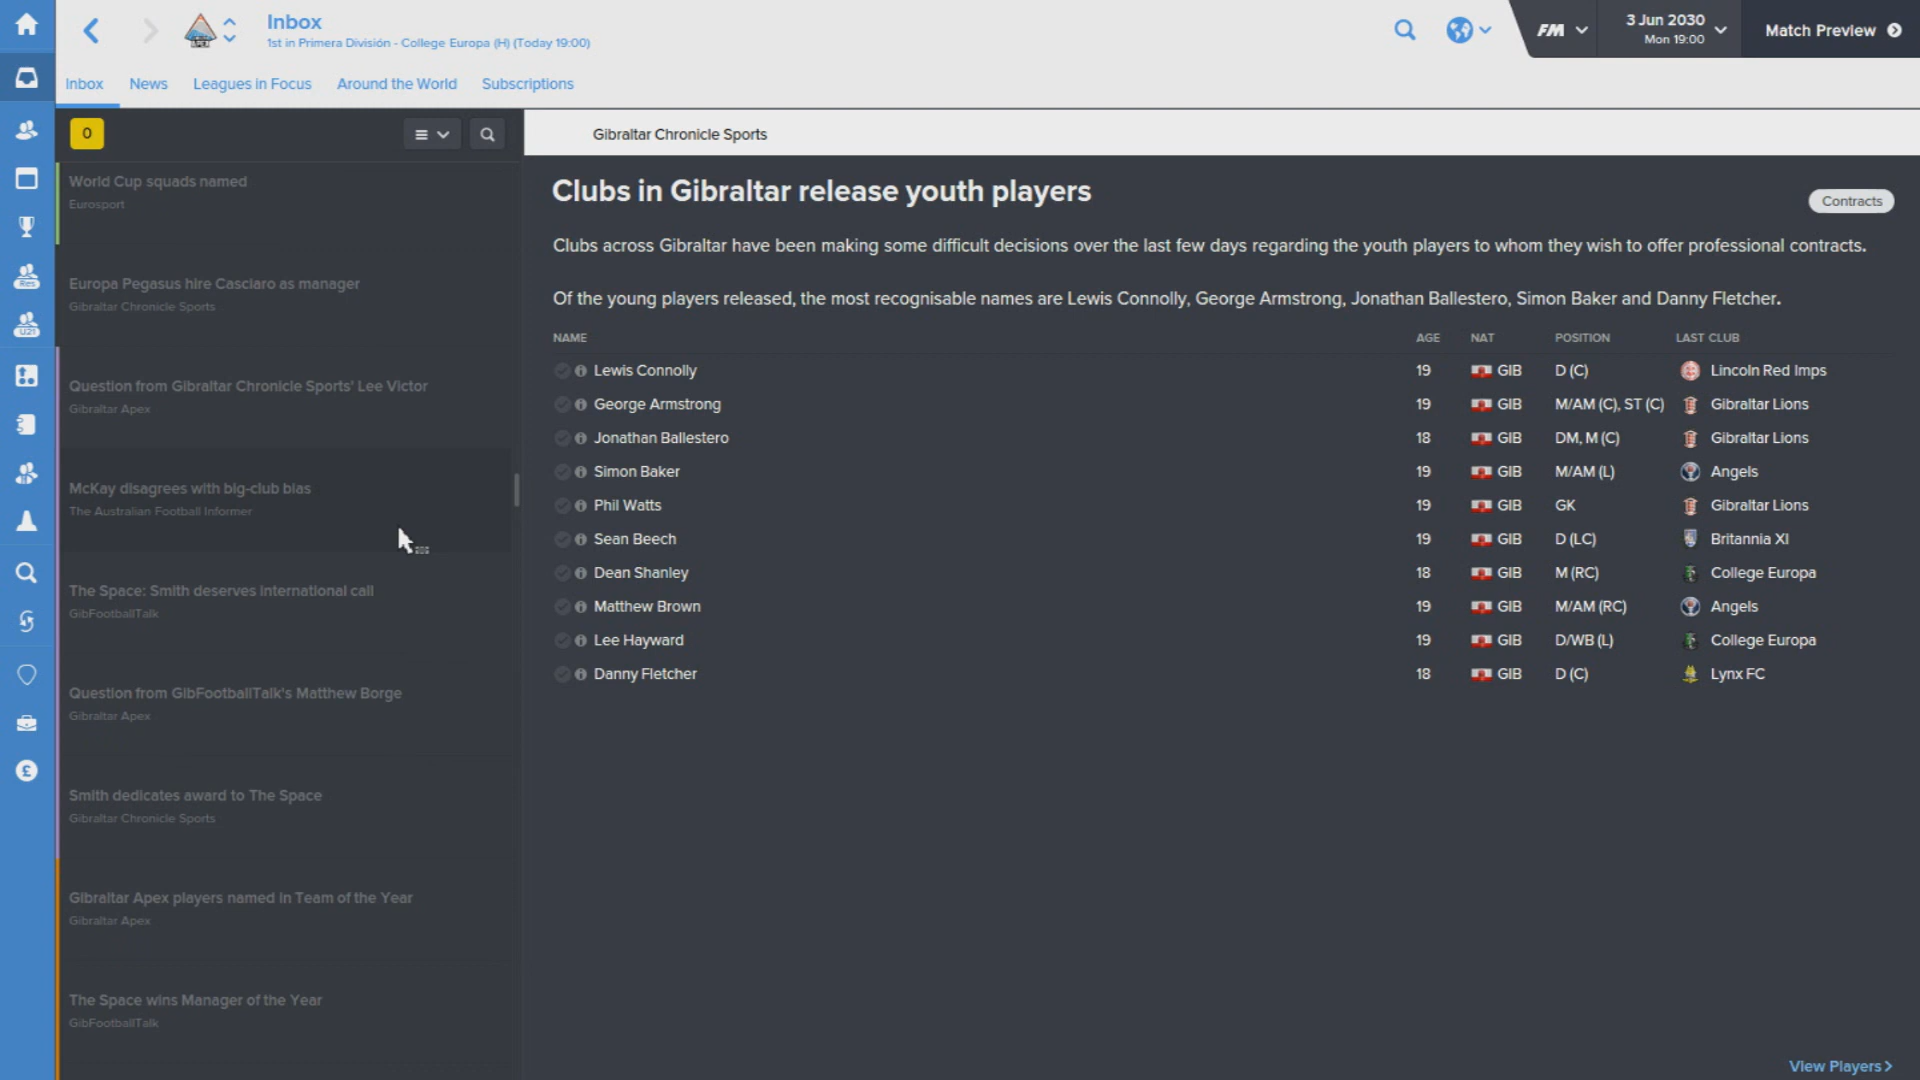 Inbox
1st in Primera División - College Europa (H) (Today 19:00)
FM
3 Jun 2030
Mon 19:00
Match Preview
Inbox News Leagues in Focus Around the World Subscriptions
0
Gibraltar Chronicle Sports
World Cup squads named
Eurosport
Europa Pegasus hire Casciaro as manager
Gibraltar Chronicle Sports
Question from Gibraltar Chronicle Sports' Lee Victor
Gibraltar Apex
McKay disagrees with big-club bias
The Australian Football Informer
The Space: Smith deserves international call
GibFootballTalk
Question from GibFootballTalk's Matthew Borge
Gibraltar Apex
Smith dedicates award to The Space
Gibraltar Chronicle Sports
Gibraltar Apex players named in Team of the Year
Gibraltar Apex
The Space wins Manager of the Year
GibFootballTalk
Res
U21
Clubs in Gibraltar release youth players
Contracts
Clubs across Gibraltar have been making some difficult decisions over the last few days regarding the youth players to whom they wish to offer professional contracts.
Of the young players released, the most recognisable names are Lewis Connolly, George Armstrong, Jonathan Ballestero, Simon Baker and Danny Fletcher.
NAME AGE NAT POSITION LAST CLUB
Lewis Connolly 19 GIB D (C) Lincoln Red Imps
George Armstrong 19 GIB M/AM (C), ST (C) Gibraltar Lions
Jonathan Ballestero 18 GIB DM, M (C) Gibraltar Lions
Simon Baker 19 GIB M/AM (L) Angels
Phil Watts 19 GIB GK Gibraltar Lions
Sean Beech 19 GIB D (LC) Britannia XI
Dean Shanley 18 GIB M (RC) College Europa
Matthew Brown 19 GIB M/AM (RC) Angels
Lee Hayward 19 GIB D/WB (L) College Europa
Danny Fletcher 18 GIB D (C) Lynx FC
View Players >